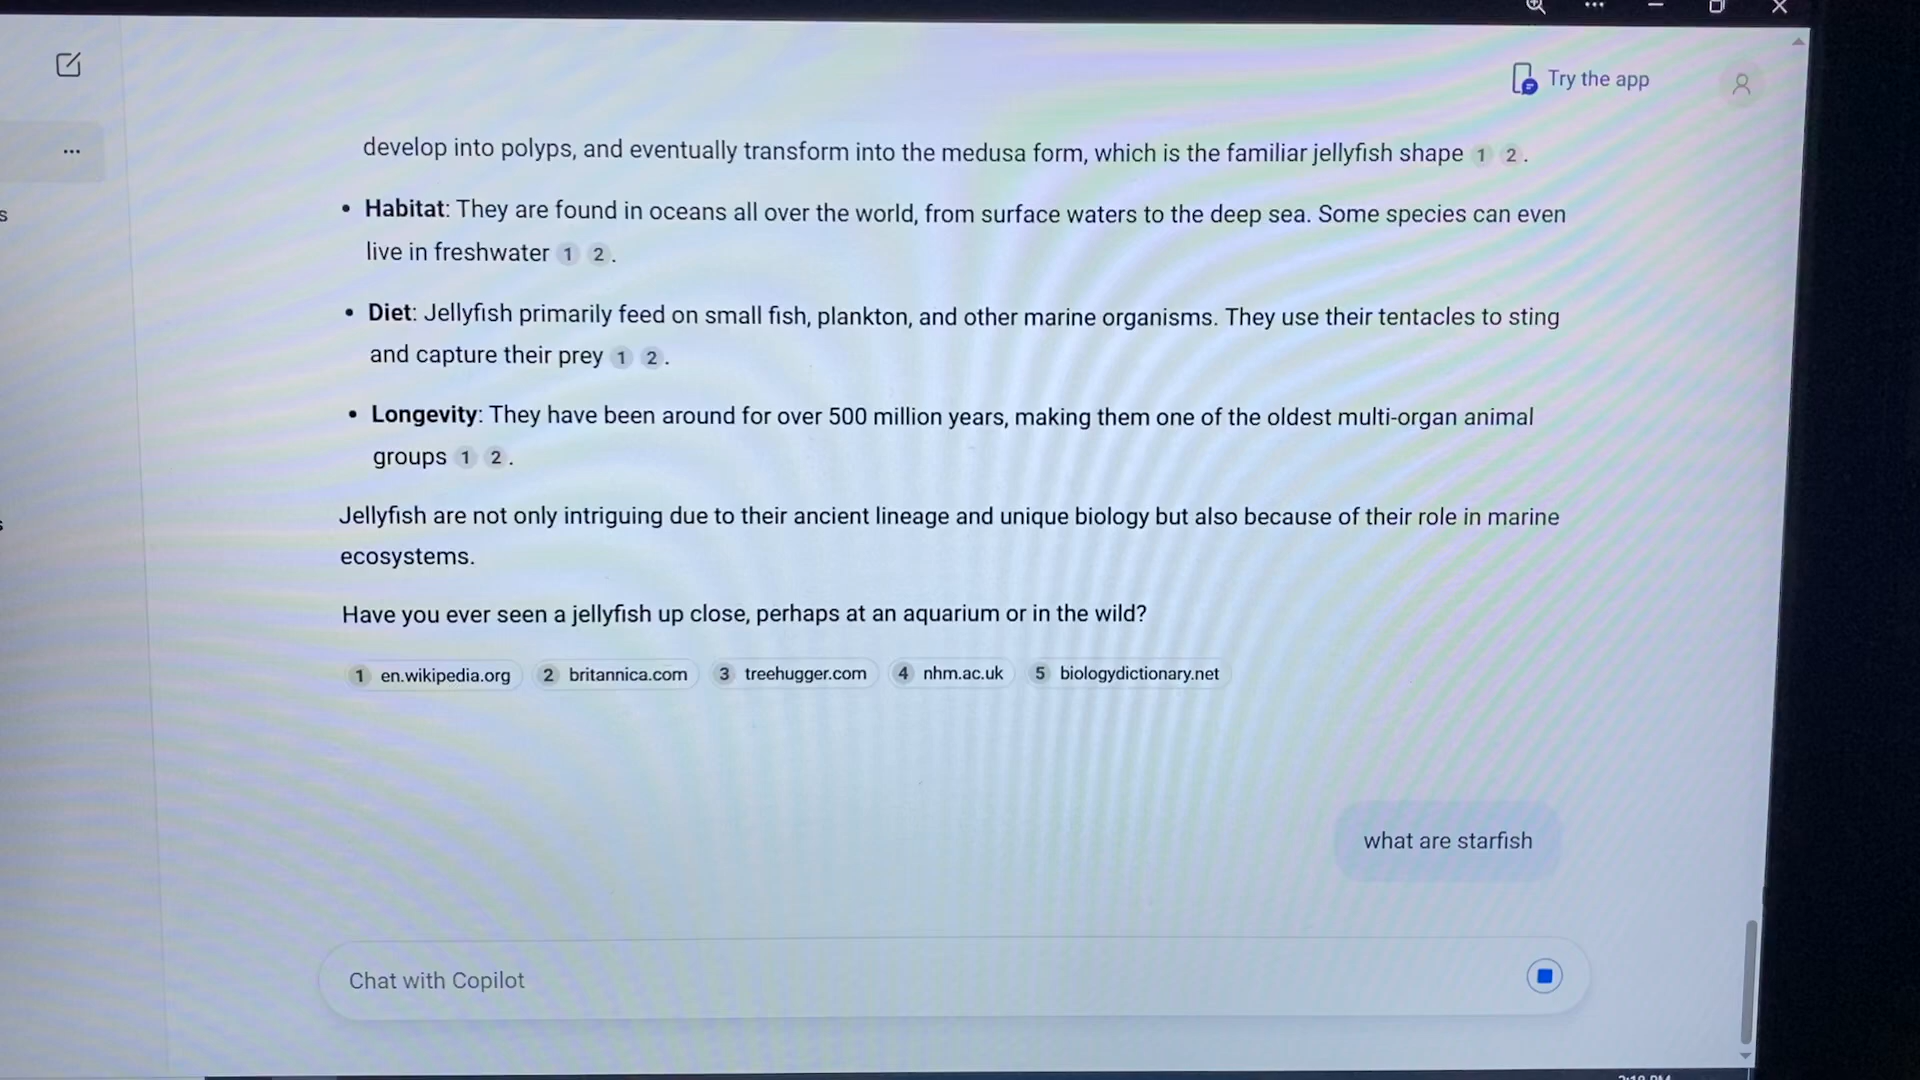 Try the app
develop into polyps, and eventually transform into the medusa form, which is the familiar jellyfish shape 1 2 .
• Habitat: They are found in oceans all over the world, from surface waters to the deep sea. Some species can even
live in freshwater 1 2 .
• Diet: Jellyfish primarily feed on small fish, plankton, and other marine organisms. They use their tentacles to sting
and capture their prey 1 2 .
• Longevity: They have been around for over 500 million years, making them one of the oldest multi-organ animal
groups 1 2 .
Jellyfish are not only intriguing due to their ancient lineage and unique biology but also because of their role in marine
ecosystems.
Have you ever seen a jellyfish up close, perhaps at an aquarium or in the wild?
1 en.wikipedia.org 2 britannica.com 3 treehugger.com 4 nhm.ac.uk 5 biologydictionary.net
what are starfish
Chat with Copilot